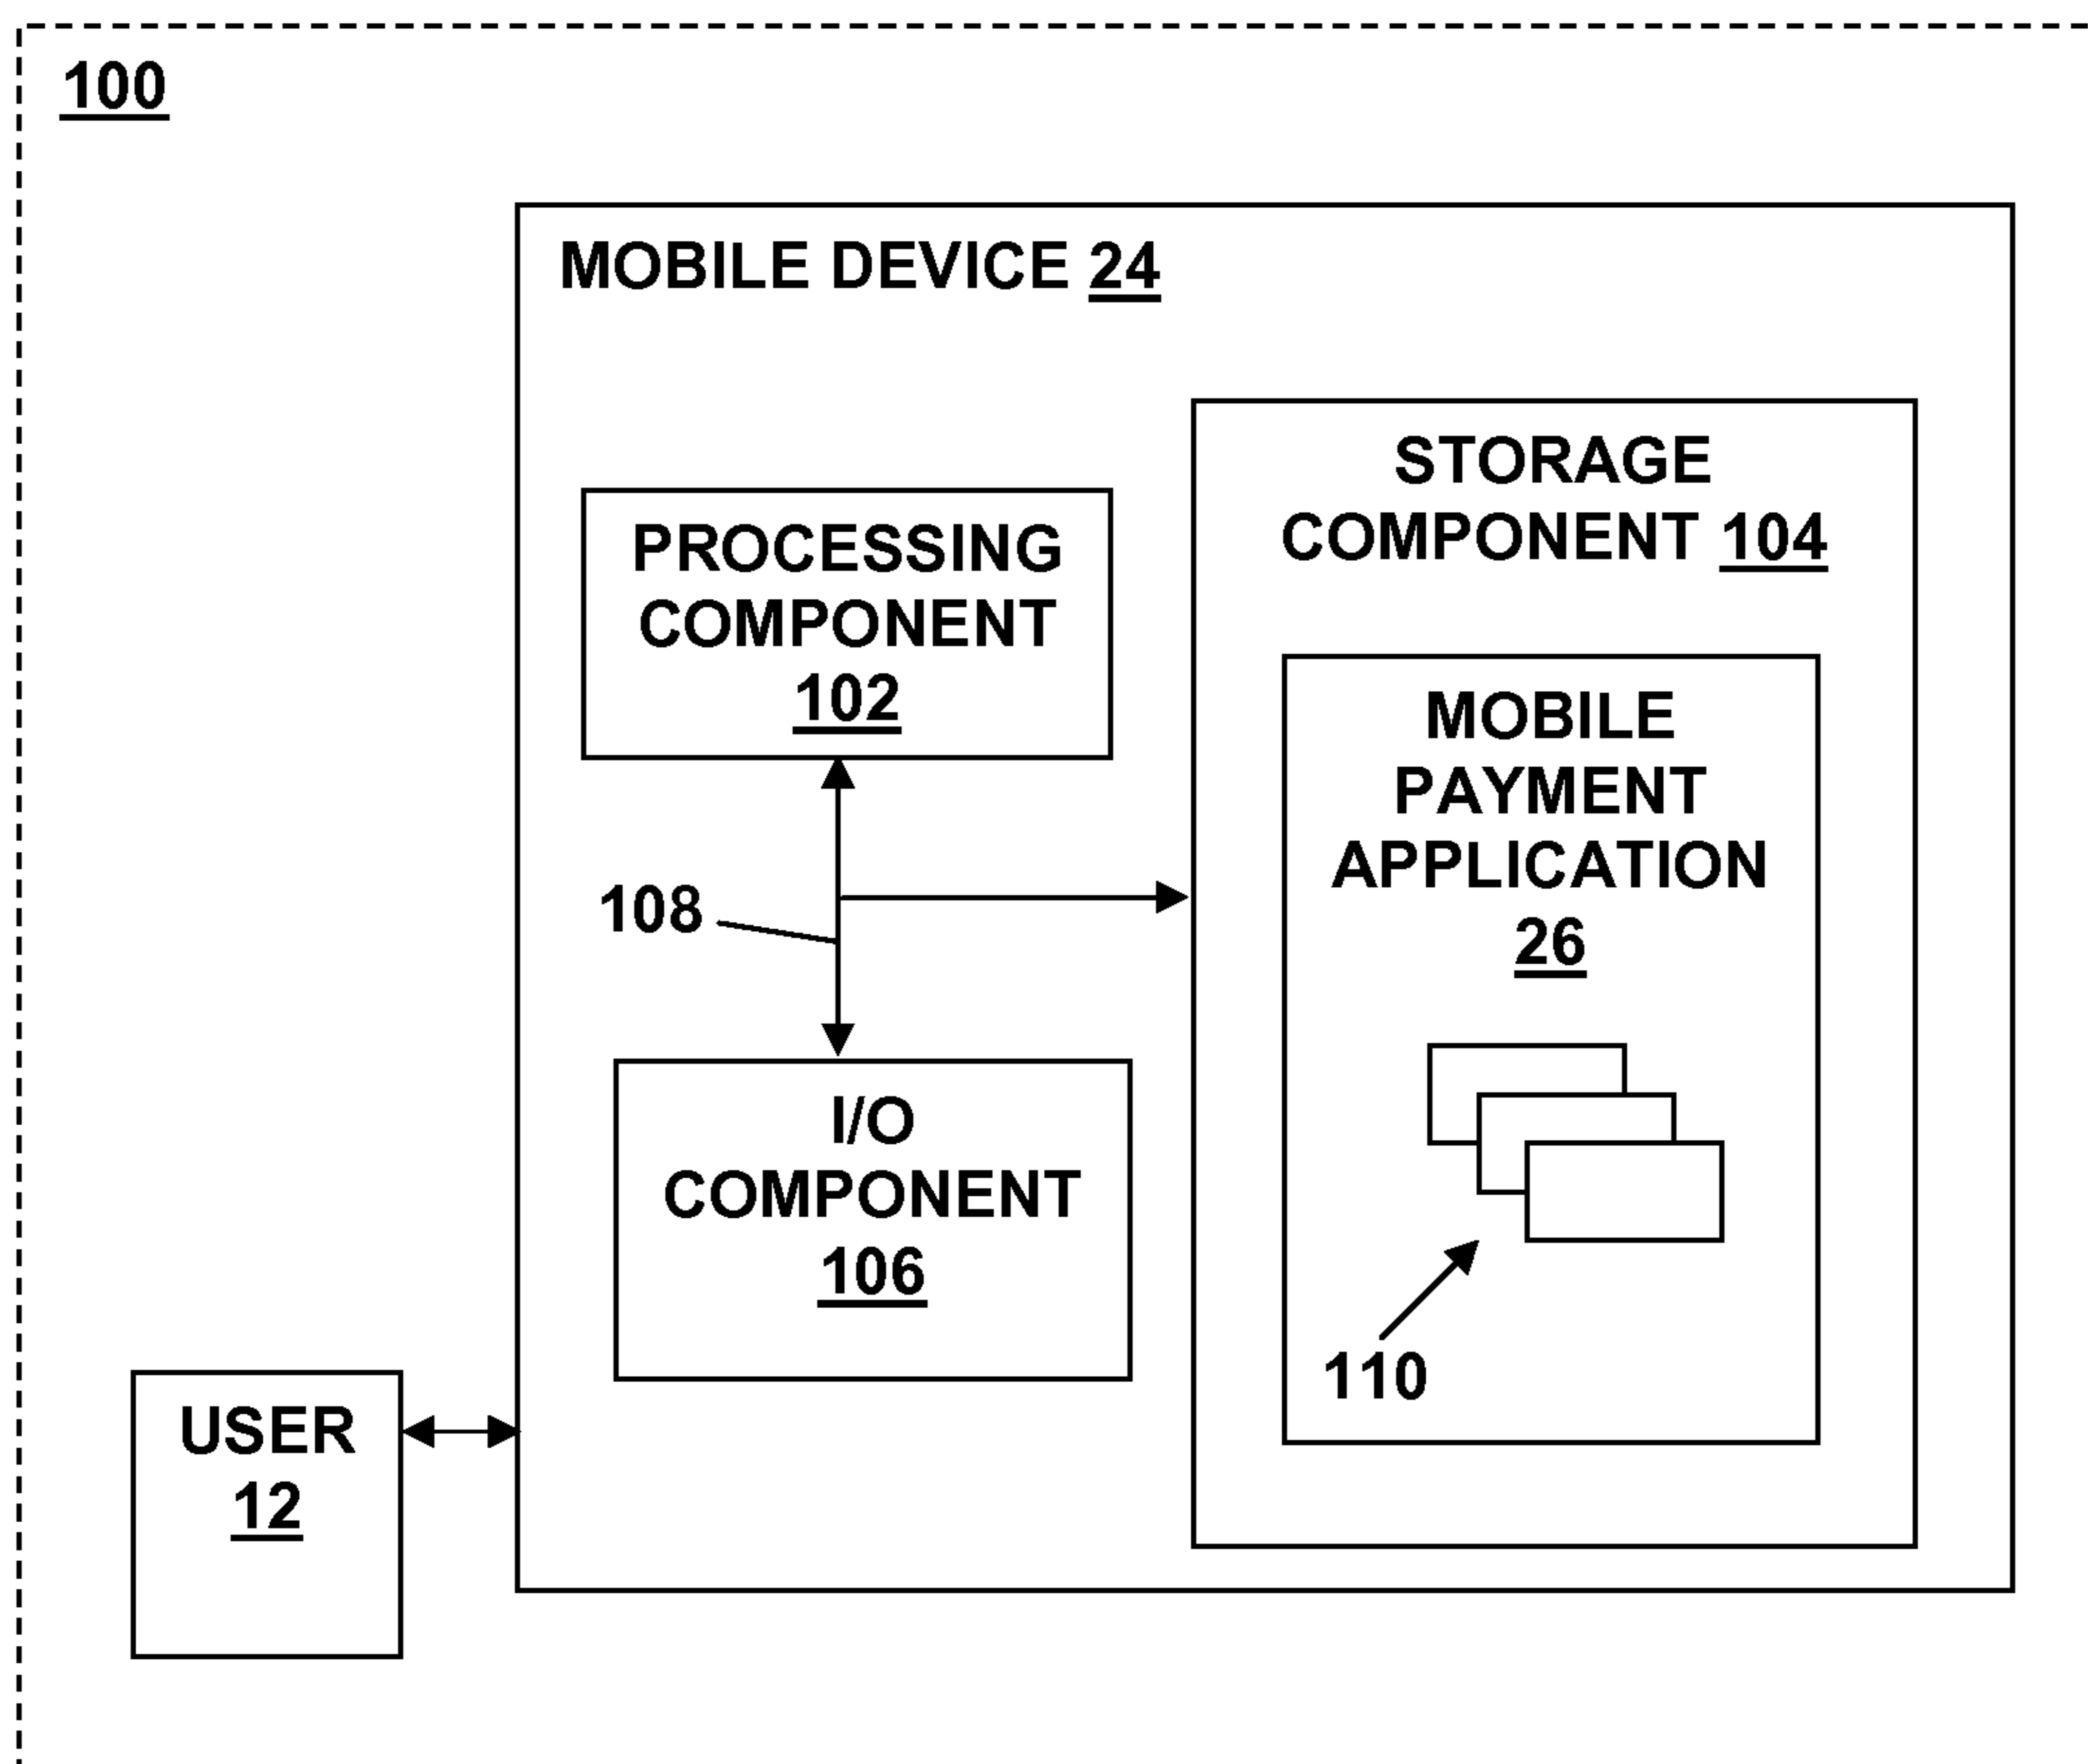 100
MOBILE DEVICE 24
PROCESSING
COMPONENT
102
STORAGE
COMPONENT 104
MOBILE
PAYMENT
APPLICATION
26
108
I/O
COMPONENT
106
110
USER
12